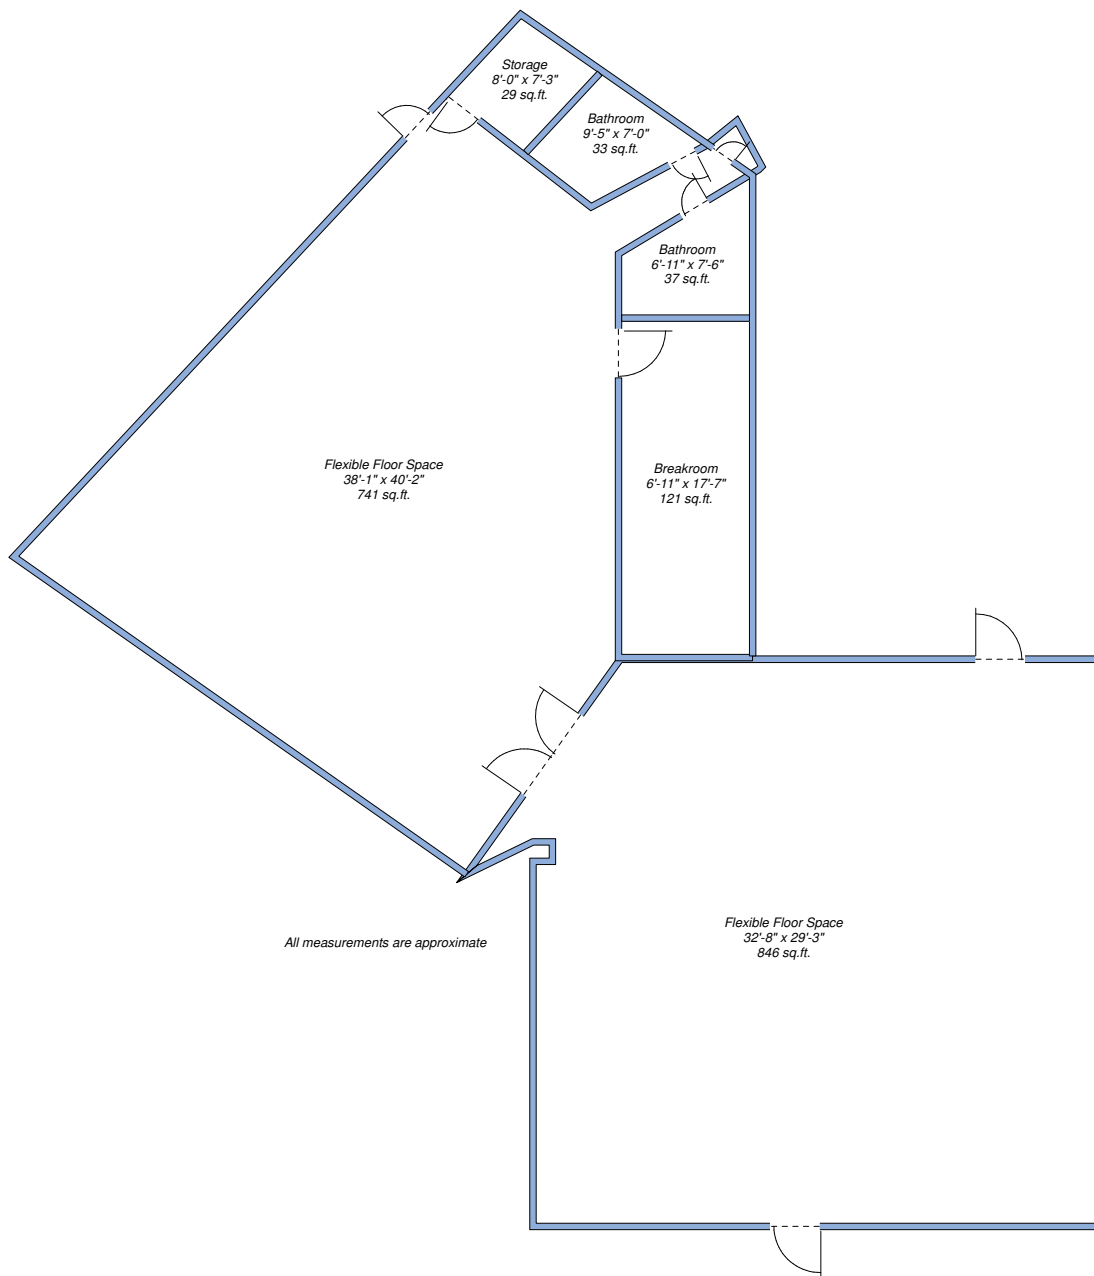 Storage
8'-0" x 7'-3"
29 sq.ft.
Bathroom
9'-5" x 7'-0"
33 sq.ft.
Bathroom
6'-11" x 7'-6"
37 sq.ft.
Flexible Floor Space
38'-1" x 40'-2"
741 sq.ft.
Breakroom
6'-11" x 17'-7"
121 sq.ft.
Flexible Floor Space
32'-8" x 29'-3"
846 sq.ft.
All measurements are approximate